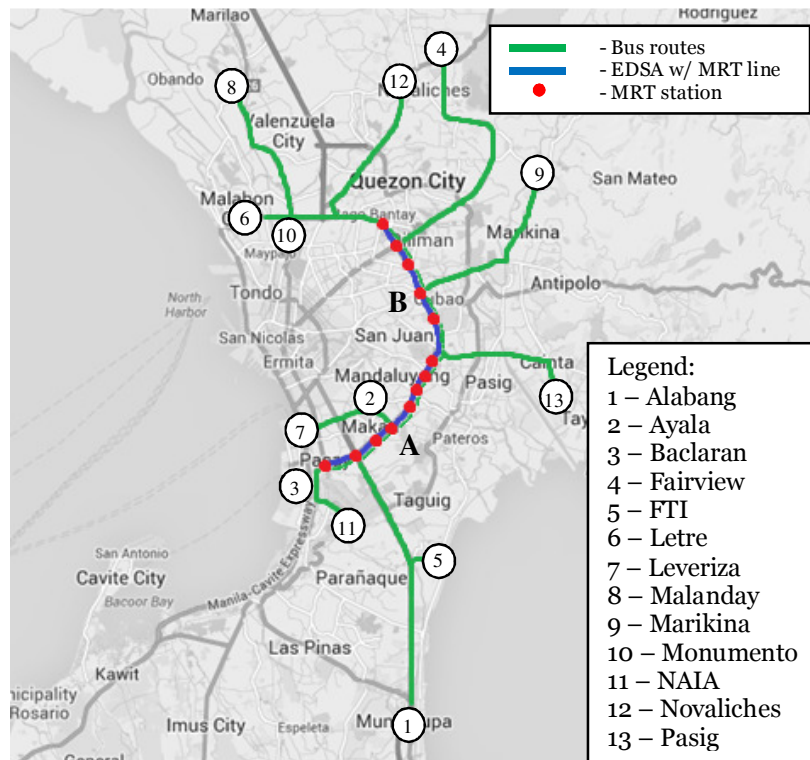 Marilao
Rodriguez
4
- Bus routes
- EDSA w/ MRT line
- MRT station
Obando
8
12
Valenzuela
City
9
Quezon City
San Mateo
Malabon
6
10
Marikina
Maypajo
Antipolo
North
Harbor
Tondo
B
Cubao
San Nicolas
San Juan
Ermita
Mandaluyong
Pasig
Cainta
13
2
7
A
Pateros
Pasay
3
11
Taguig
San Antonio
Cavite City
Bacoor Bay
Manila-Cavite Expressway
Parañaque
5
Las Pinas
Kawit
Rosario
Imus City
Espeleta
1
Legend:
1 – Alabang
2 – Ayala
3 – Baclaran
4 – Fairview
5 – FTI
6 – Letre
7 – Leveriza
8 – Malanday
9 – Marikina
10 – Monumento
11 – NAIA
12 – Novaliches
13 – Pasig